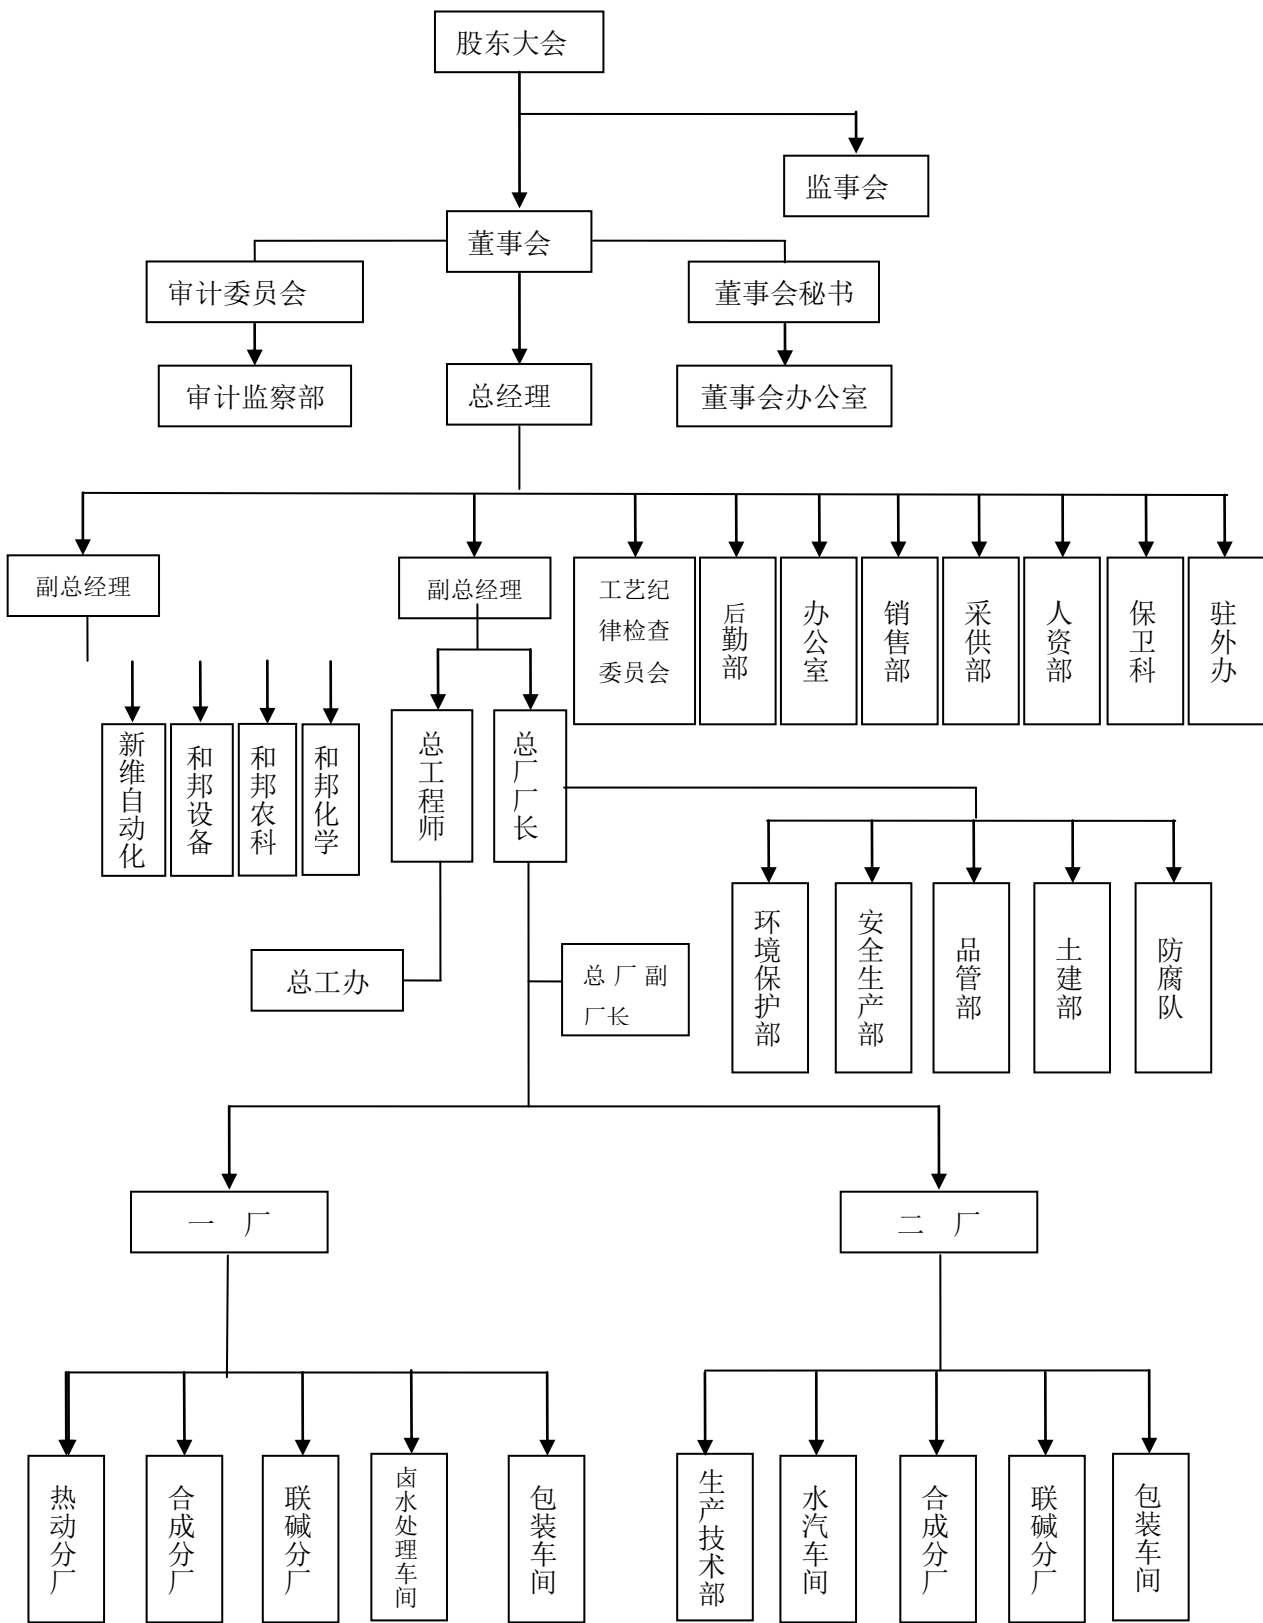 股东大会
监事会
董事会
审计委员会
董事会秘书
审计监察部
总经理
董事会办公室
副总经理
副总经理
工艺纪
律检查
委员会
后勤部
办公室
销售部
采供部
人资部
保卫科
驻外办
新维自动化
和邦设备
和邦农科
和邦化学
总工程师
总厂厂长
环境保护部
安全生产部
品管部
土建部
防腐队
总工办
总厂副
厂长
一 厂
二 厂
热动分厂
合成分厂
联碱分厂
卤水处理车间
包装车间
生产技术部
水汽车间
合成分厂
联碱分厂
包装车间